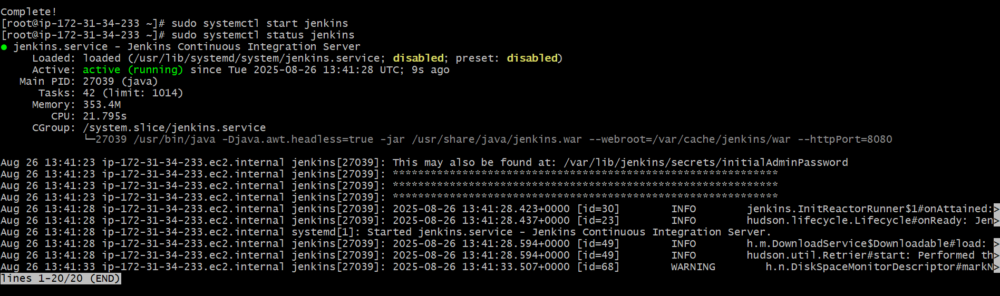 Complete!
[root@ip-172-31-34-233 ~]# sudo systemctl start jenkins
[root@ip-172-31-34-233 ~]# sudo systemctl status jenkins
● jenkins.service - Jenkins Continuous Integration Server
     Loaded: loaded (/usr/lib/systemd/system/jenkins.service; disabled; preset: disabled)
     Active: active (running) since Tue 2025-08-26 13:41:28 UTC; 9s ago
   Main PID: 27039 (java)
      Tasks: 42 (limit: 1014)
     Memory: 353.4M
        CPU: 21.795s
     CGroup: /system.slice/jenkins.service
             └─27039 /usr/bin/java -Djava.awt.headless=true -jar /usr/share/java/jenkins.war --webroot=/var/cache/jenkins/war --httpPort=8080
Aug 26 13:41:23 ip-172-31-34-233.ec2.internal jenkins[27039]: This may also be found at: /var/lib/jenkins/secrets/initialAdminPassword
Aug 26 13:41:23 ip-172-31-34-233.ec2.internal jenkins[27039]: *************************************************************
Aug 26 13:41:23 ip-172-31-34-233.ec2.internal jenkins[27039]: *************************************************************
Aug 26 13:41:23 ip-172-31-34-233.ec2.internal jenkins[27039]: *************************************************************
Aug 26 13:41:28 ip-172-31-34-233.ec2.internal jenkins[27039]: 2025-08-26 13:41:28.423+0000 [id=30]        INFO        jenkins.InitReactorRunner$1#onAttained:>
Aug 26 13:41:28 ip-172-31-34-233.ec2.internal jenkins[27039]: 2025-08-26 13:41:28.437+0000 [id=23]        INFO        hudson.lifecycle.Lifecycle#onReady: Jen>
Aug 26 13:41:28 ip-172-31-34-233.ec2.internal systemd[1]: Started jenkins.service - Jenkins Continuous Integration Server.
Aug 26 13:41:28 ip-172-31-34-233.ec2.internal jenkins[27039]: 2025-08-26 13:41:28.594+0000 [id=49]        INFO        h.m.DownloadService$Downloadable#load: >
Aug 26 13:41:28 ip-172-31-34-233.ec2.internal jenkins[27039]: 2025-08-26 13:41:28.594+0000 [id=49]        INFO        hudson.util.Retrier#start: Performed th>
Aug 26 13:41:33 ip-172-31-34-233.ec2.internal jenkins[27039]: 2025-08-26 13:41:33.507+0000 [id=68]        WARNING        h.n.DiskSpaceMonitorDescriptor#markN>
lines 1-20/20 (END)